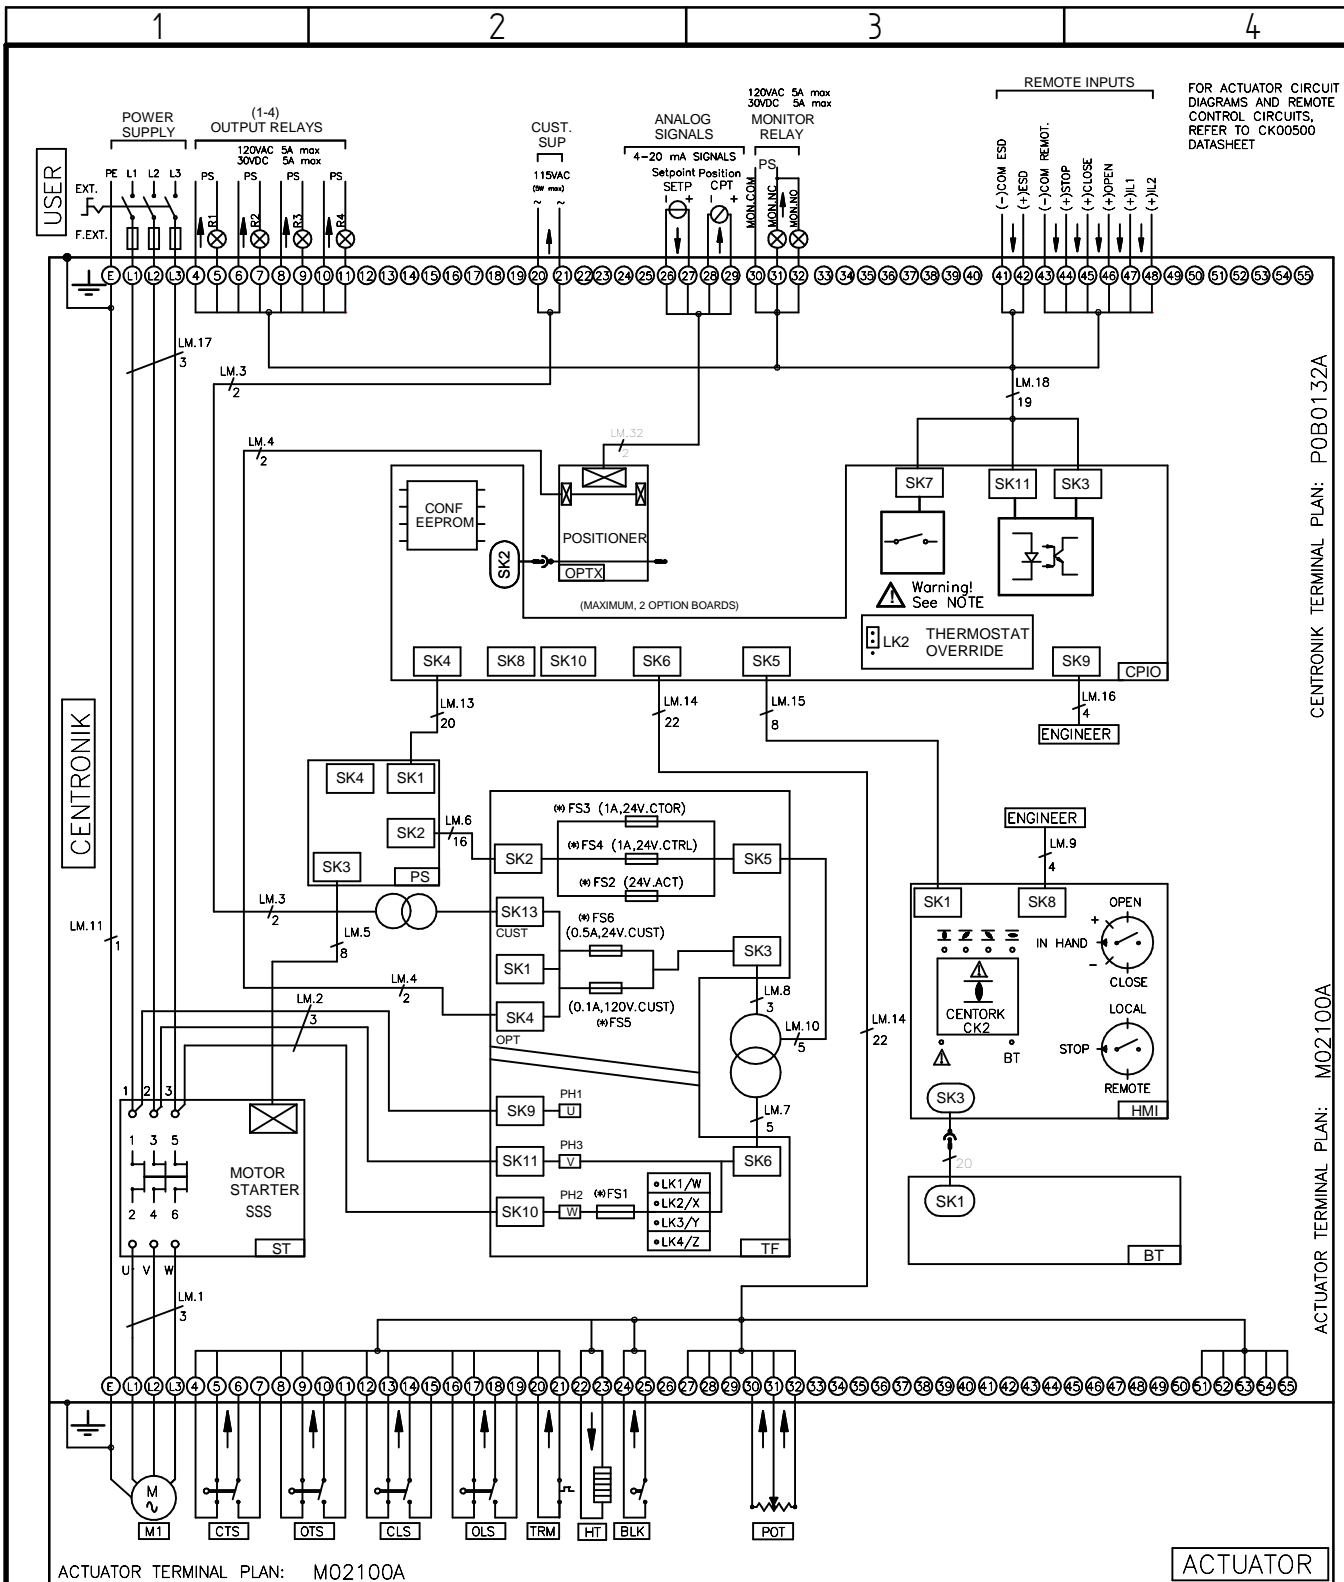 1 2 3 4
USER
POWER
SUPPLY
(1-4)
OUTPUT RELAYS
120VAC 5A max
30VDC 5A max
CUST.
SUP
115VAC
(5W max)
~ ~
ANALOG
SIGNALS
4-20 mA SIGNALS
Setpoint Position
SETP CPT
- + - +
120VAC 5A max
30VDC 5A max
MONITOR
RELAY
PS
MON.COM
MON.NC
MON.NO
REMOTE INPUTS
(-)COM ESD
(+)ESD
(-)COM REMOT.
(+)STOP
(+)CLOSE
(+)OPEN
(+)IL1
(+)IL2
FOR ACTUATOR CIRCUIT
DIAGRAMS AND REMOTE
CONTROL CIRCUITS,
REFER TO CK00500
DATASHEET
PE L1 L2 L3
EXT.
F.EXT.
PS PS PS PS
R1 R2 R3 R4
E L1 L2 L3 4 5 6 7 8 9 10 11 12 13 14 15 16 17 18 19 20 21 22 23 24 25 26 27 28 29 30 31 32 33 34 35 36 37 38 39 40 41 42 43 44 45 46 47 48 49 50 51 52 53 54 55
LM.17
3
LM.3
2
LM.18
19
LM.4
2
LM.32
2
CENTRONIK TERMINAL PLAN: P0B0132A
CONF
EEPROM
SK2
POSITIONER
OPTX
(MAXIMUM, 2 OPTION BOARDS)
SK7 SK11 SK3
Warning!
See NOTE
LK2
THERMOSTAT
OVERRIDE
SK4 SK8 SK10 SK6 SK5 SK9
CPIO
LM.13
20
LM.14
22
LM.15
8
LM.16
4
ENGINEER
CENTRONIK
SK4 SK1
SK2
SK3
PS
LM.6
16
(*)FS3 (1A,24V.CTOR)
(*)FS4 (1A,24V.CTRL)
(*)FS2 (24V.ACT)
SK2 SK5
ENGINEER
LM.9
4
LM.3
2
LM.5
8
SK13
CUST
(*)FS6
(0.5A,24V.CUST)
SK1
SK3
LM.4
2
SK4
OPT
(0.1A,120V.CUST)
(*)FS5
LM.8
3
LM.10
5
LM.14
22
LM.11
1
LM.2
3
SK1 SK8
OPEN
+
IN HAND
-
CLOSE
CENTORK
CK2
BT
LOCAL
STOP
REMOTE
SK3
HMI
1 2 3
1 3 5
2 4 6
MOTOR
STARTER
SSS
ST
U V W
SK9
PH1
U
SK11
PH3
V
SK10
PH2
W
(*)FS1
LM.7
5
SK6
LK1/W
LK2/X
LK3/Y
LK4/Z
TF
20
SK1
BT
ACTUATOR TERMINAL PLAN: M02100A
LM.1
3
E L1 L2 L3 4 5 6 7 8 9 10 11 12 13 14 15 16 17 18 19 20 21 22 23 24 25 26 27 28 29 30 31 32 33 34 35 36 37 38 39 40 41 42 43 44 45 46 47 48 49 50 51 52 53 54 55
M
~
M1 CTS OTS CLS OLS TRM HT BLK POT
ACTUATOR TERMINAL PLAN: M02100A
ACTUATOR